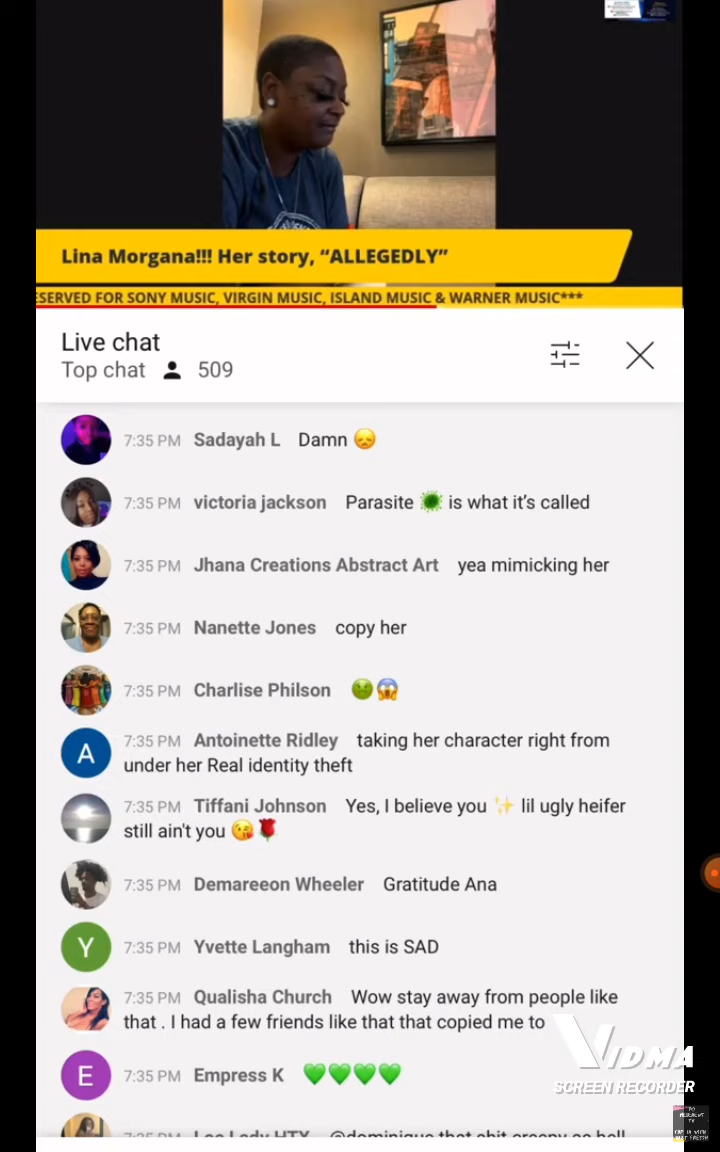 Lina Morgana!!! Her story, “ALLEGEDLY”
SERVED FOR SONY MUSIC, VIRGIN MUSIC, ISLAND MUSIC & WARNER MUSIC***
Live chat
Top chat 509
7:35 PM Sadayah L Damn 😞
7:35 PM victoria jackson Parasite 🦠 is what it’s called
7:35 PM Jhana Creations Abstract Art yea mimicking her
7:35 PM Nanette Jones copy her
7:35 PM Charlise Philson 🤢😱
7:35 PM Antoinette Ridley taking her character right from
under her Real identity theft
7:35 PM Tiffani Johnson Yes, I believe you ✨ lil ugly heifer
still ain't you 😘🌹
7:35 PM Demareeon Wheeler Gratitude Ana
Y 7:35 PM Yvette Langham this is SAD
7:35 PM Qualisha Church Wow stay away from people like
that . I had a few friends like that that copied me to
E 7:35 PM Empress K 💚💚💚💚
VIDMA
SCREEN RECORDER